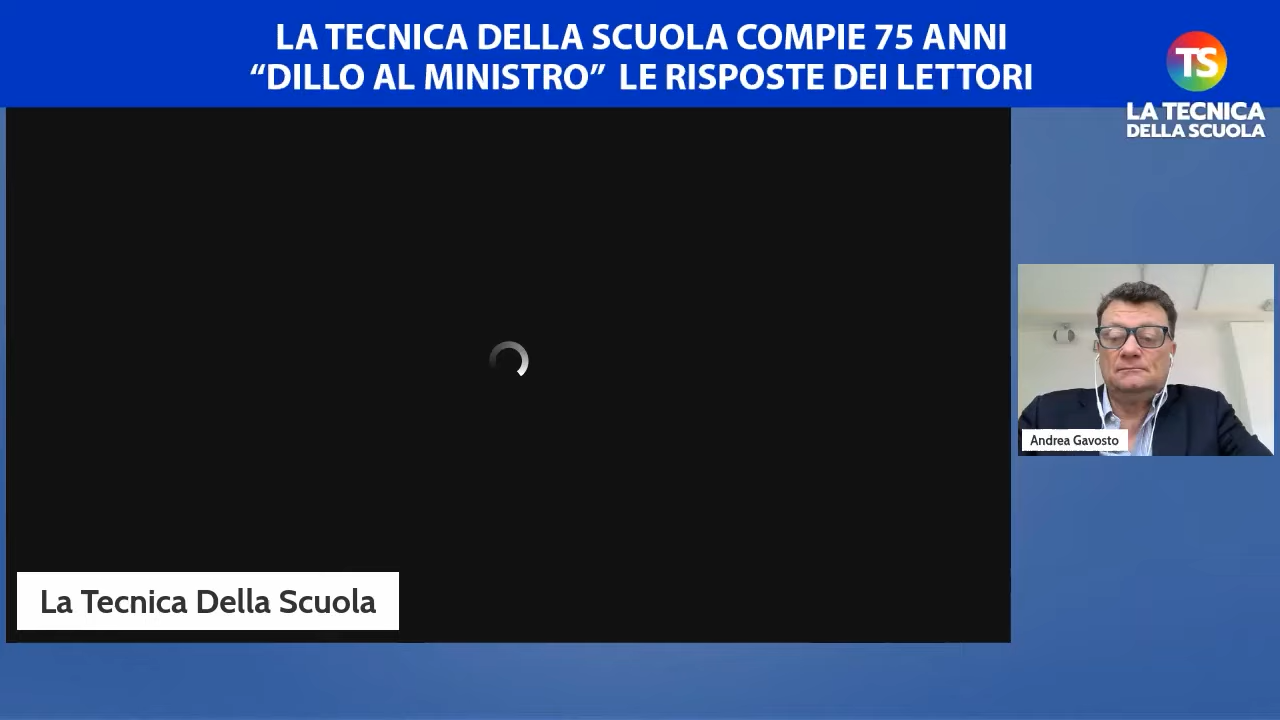 LA TECNICA DELLA SCUOLA COMPIE 75 ANNI
“DILLO AL MINISTRO” LE RISPOSTE DEI LETTORI
TS
LA TECNICA
DELLA SCUOLA
Andrea Gavosto
La Tecnica Della Scuola